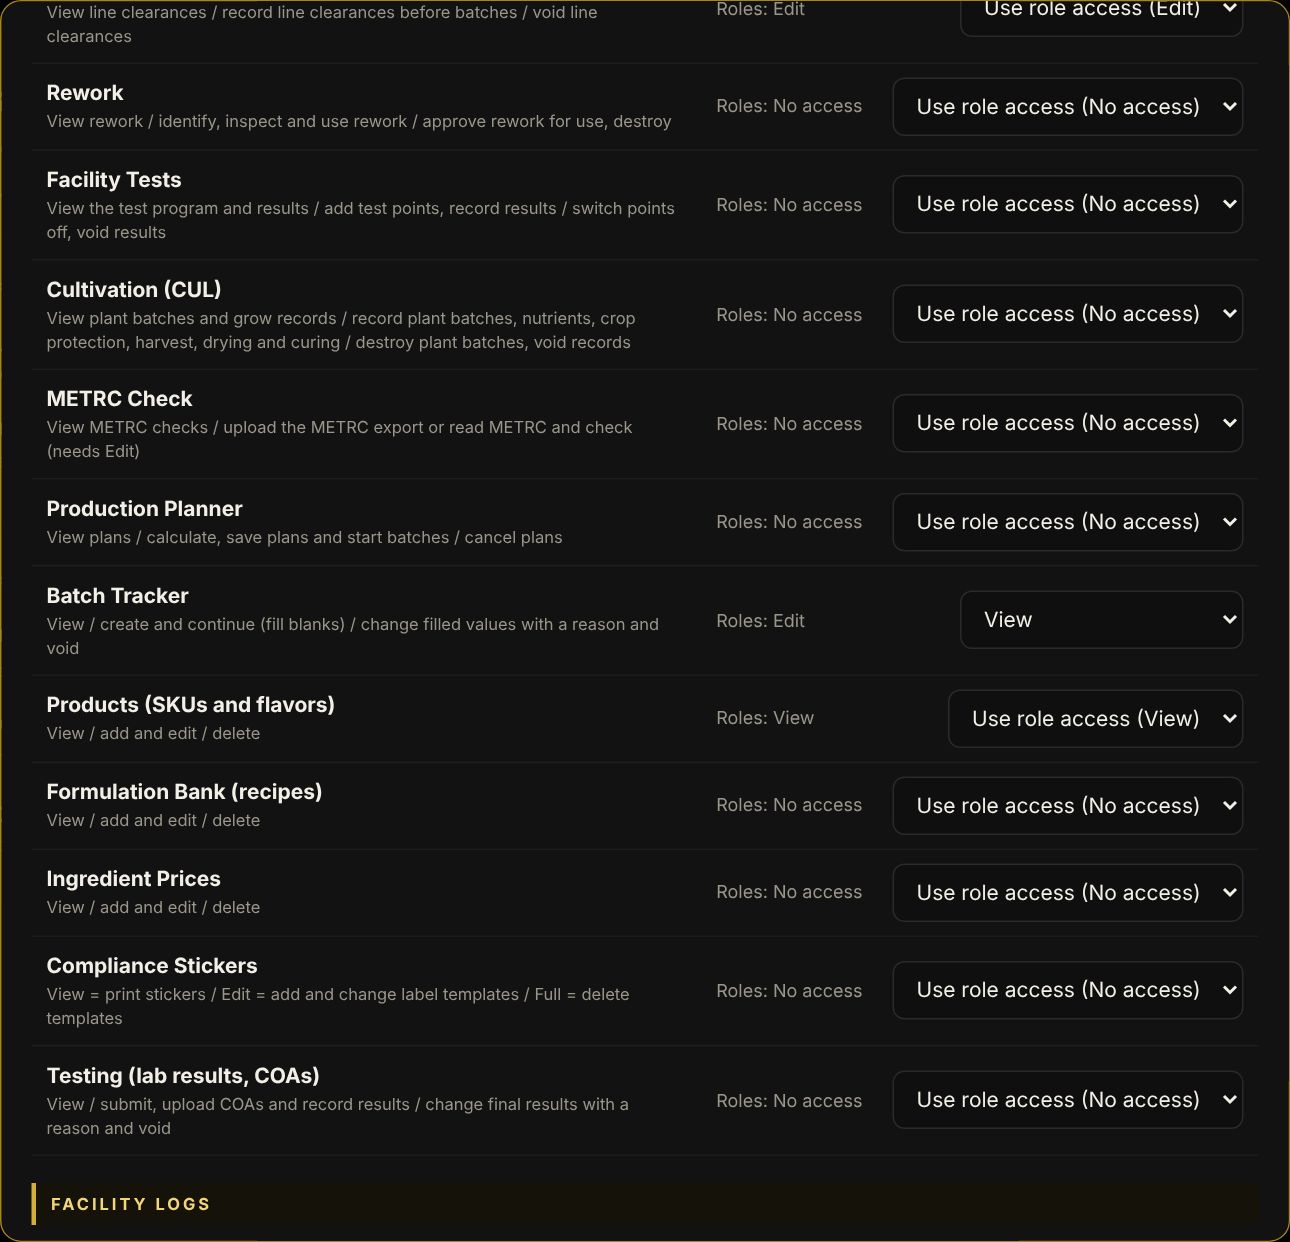 View line clearances / record line clearances before batches / void line
clearances
Roles: Edit
Use role access (Edit)
Rework
View rework / identify, inspect and use rework / approve rework for use, destroy
Roles: No access
Use role access (No access)
Facility Tests
View the test program and results / add test points, record results / switch points
off, void results
Roles: No access
Use role access (No access)
Cultivation (CUL)
View plant batches and grow records / record plant batches, nutrients, crop
protection, harvest, drying and curing / destroy plant batches, void records
Roles: No access
Use role access (No access)
METRC Check
View METRC checks / upload the METRC export or read METRC and check
(needs Edit)
Roles: No access
Use role access (No access)
Production Planner
View plans / calculate, save plans and start batches / cancel plans
Roles: No access
Use role access (No access)
Batch Tracker
View / create and continue (fill blanks) / change filled values with a reason and
void
Roles: Edit
View
Products (SKUs and flavors)
View / add and edit / delete
Roles: View
Use role access (View)
Formulation Bank (recipes)
View / add and edit / delete
Roles: No access
Use role access (No access)
Ingredient Prices
View / add and edit / delete
Roles: No access
Use role access (No access)
Compliance Stickers
View = print stickers / Edit = add and change label templates / Full = delete
templates
Roles: No access
Use role access (No access)
Testing (lab results, COAs)
View / submit, upload COAs and record results / change final results with a
reason and void
Roles: No access
Use role access (No access)
FACILITY LOGS